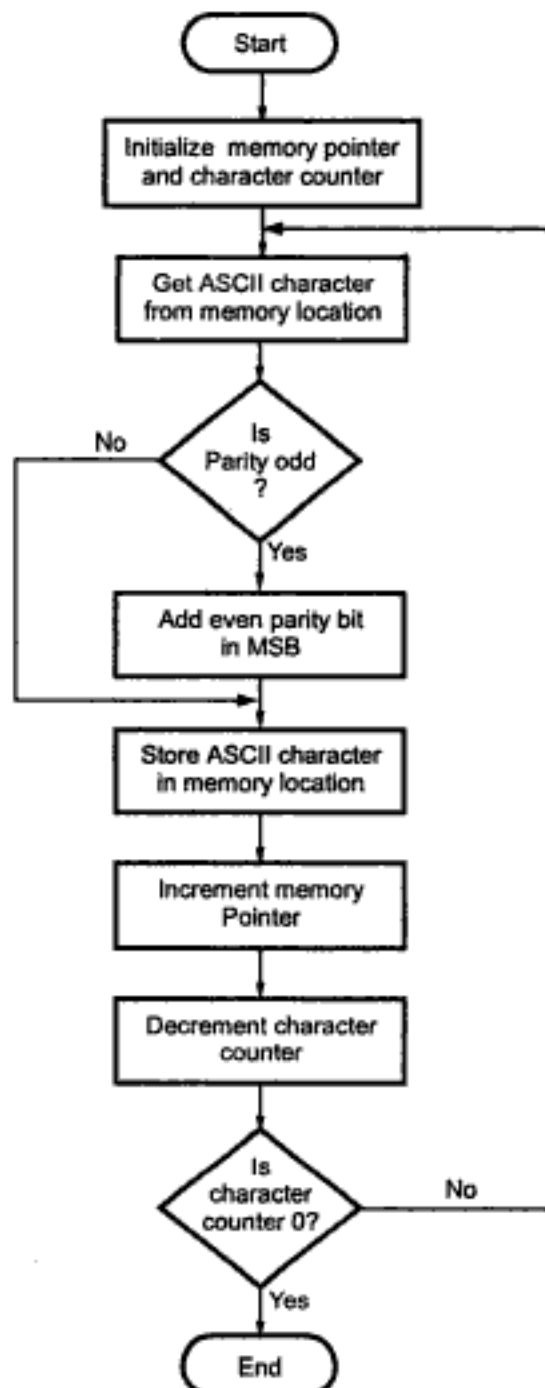 Start
Initialize memory pointer
and character counter
Get ASCII character
from memory location
No
Is
Parity odd
?
Yes
Add even parity bit
in MSB
Store ASCII character
in memory location
Increment memory
Pointer
Decrement character
counter
Is
character
counter 0?
No
Yes
End